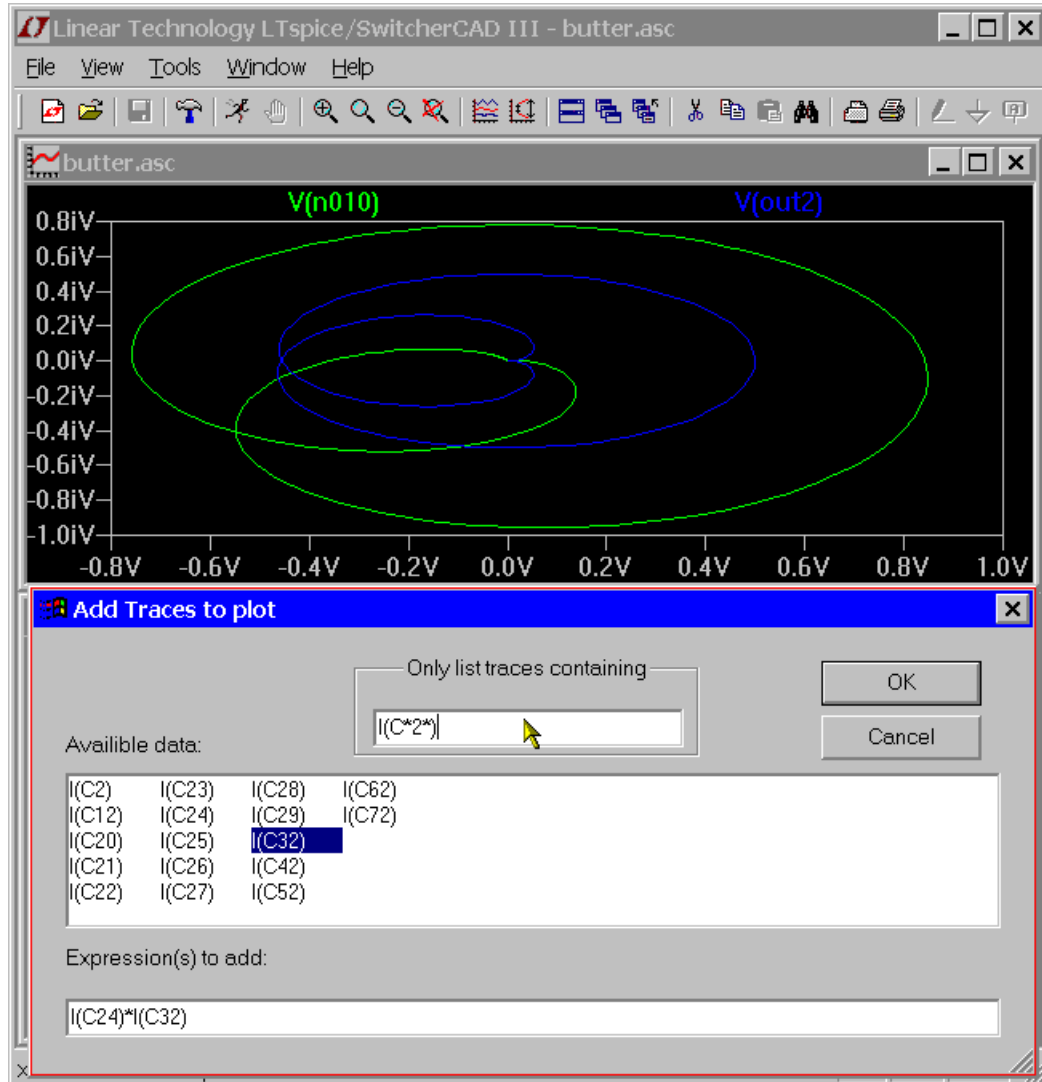 Linear Technology LTspice/SwitcherCAD III - butter.asc
File View Tools Window Help
butter.asc
V(n010) V(out2)
0.8iV
0.6iV
0.4iV
0.2iV
0.0iV
-0.2iV
-0.4iV
-0.6iV
-0.8iV
-1.0iV
-0.8V -0.6V -0.4V -0.2V 0.0V 0.2V 0.4V 0.6V 0.8V 1.0V
Add Traces to plot
Only list traces containing
OK
I(C*2*)
Cancel
Availible data:
I(C2) I(C23) I(C28) I(C62)
I(C12) I(C24) I(C29) I(C72)
I(C20) I(C25) I(C32)
I(C21) I(C26) I(C42)
I(C22) I(C27) I(C52)
Expression(s) to add:
I(C24)*I(C32)